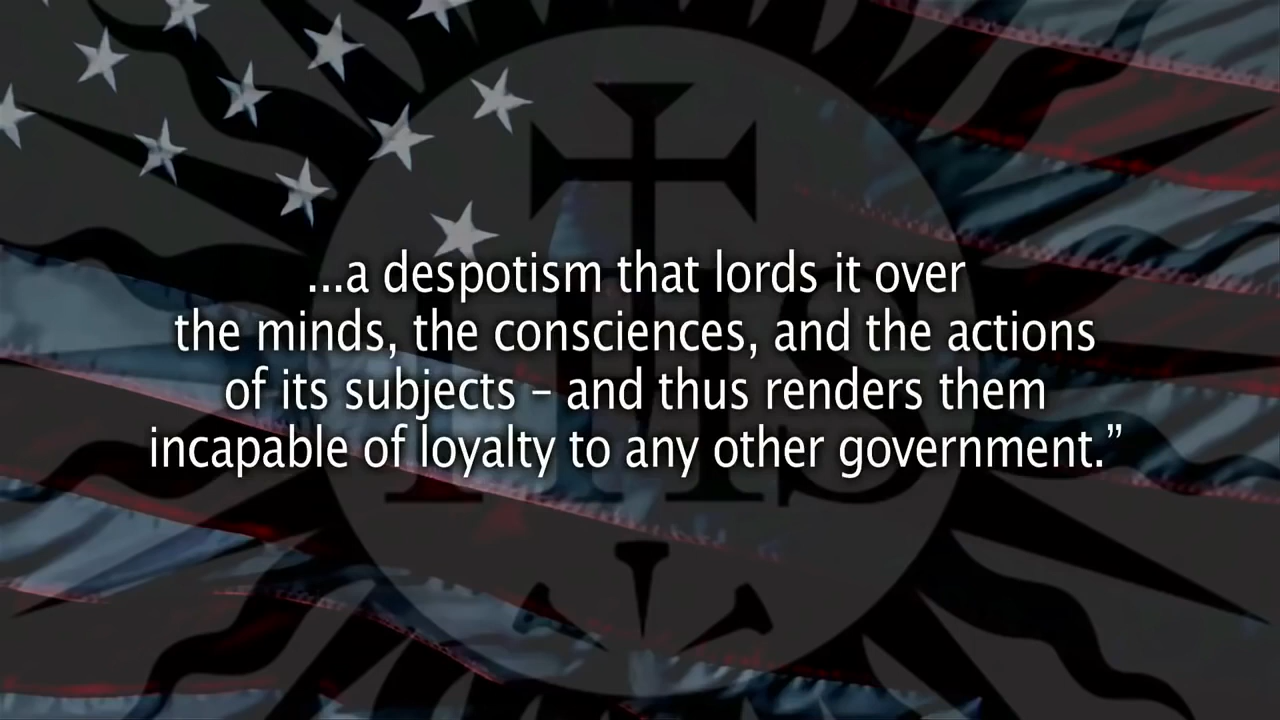 ...a despotism that lords it over
the minds, the consciences, and the actions
of its subjects – and thus renders them
incapable of loyalty to any other government.”
IHS